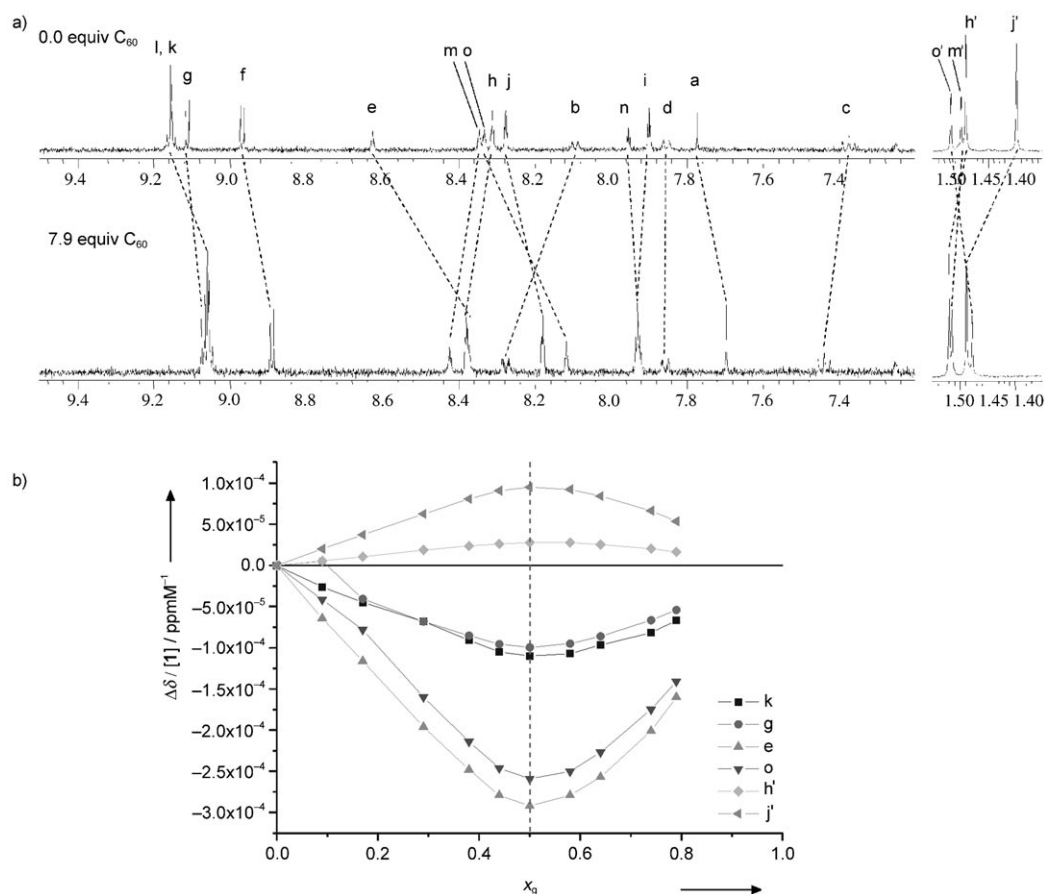 a)
0.0 equiv C60
l, k
g
f
e
m o
h
j
b
n
i
d
a
c
o' m'
h'
j'
9.4 9.2 9.0 8.8 8.6 8.4 8.2 8.0 7.8 7.6 7.4
1.50 1.45 1.40
7.9 equiv C60
9.4 9.2 9.0 8.8 8.6 8.4 8.2 8.0 7.8 7.6 7.4
1.50 1.45 1.40
b)
1.0x10⁻⁴
5.0x10⁻⁵
0.0
−5.0x10⁻⁵
−1.0x10⁻⁴
−1.5x10⁻⁴
−2.0x10⁻⁴
−2.5x10⁻⁴
−3.0x10⁻⁴
Δδ / [1] / ppmM⁻¹
k
g
e
o
h'
j'
0.0 0.2 0.4 0.6 0.8 1.0
xg